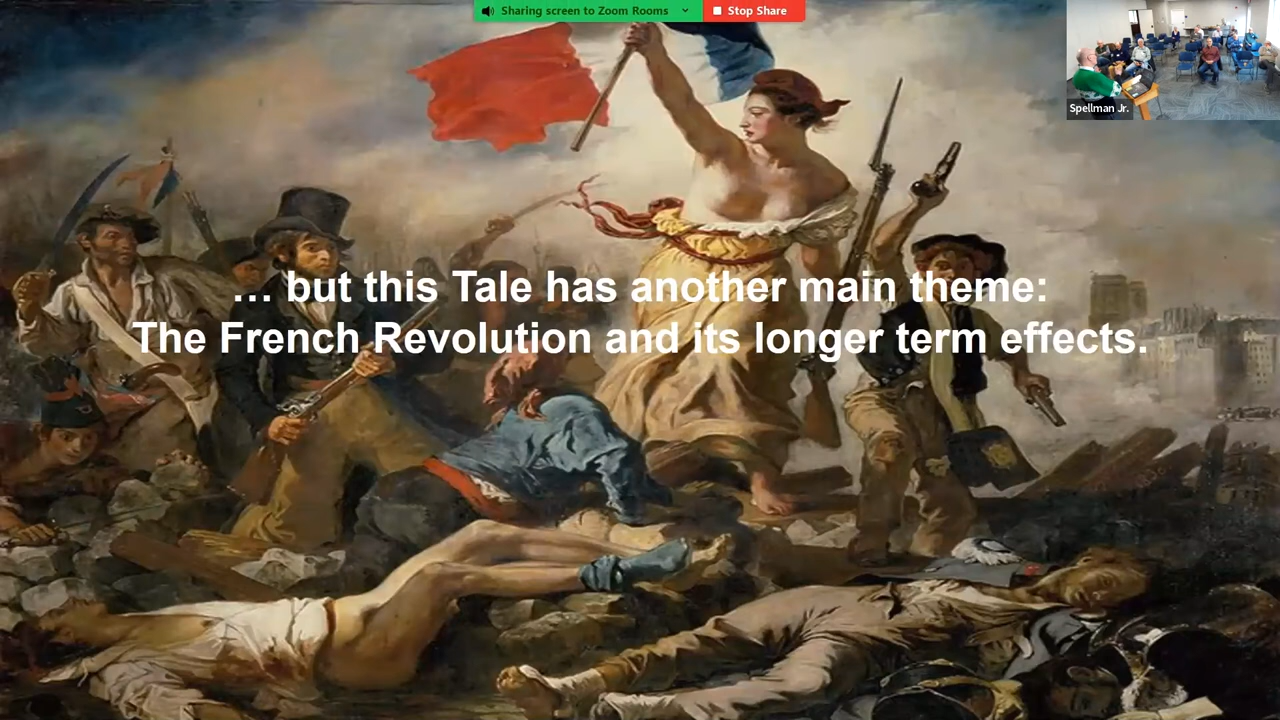 Sharing screen to Zoom Rooms
Stop Share
Spellman Jr.
... but this Tale has another main theme:
The French Revolution and its longer term effects.